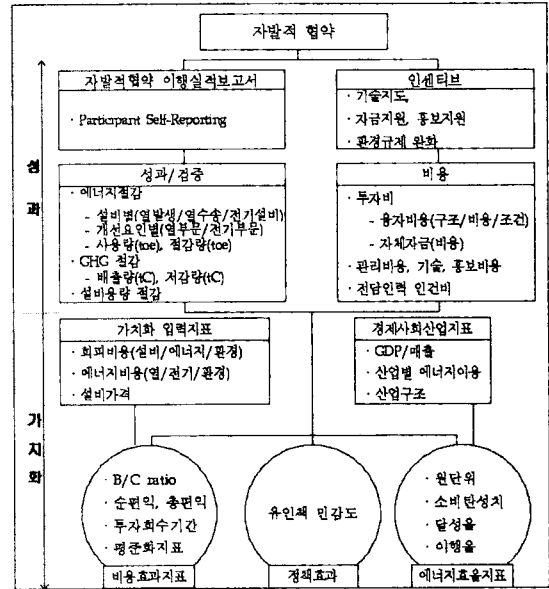 자발적 협약
자발적협약 이행실적보고서
· Participant Self-Reporting
인센티브
· 기술지도,
· 자금지원, 홍보지원
· 환경규제 완화
성과
성과/검증
· 에너지절감
- 설비별(열발생/열수송/전기설비)
- 개선요인별(열부문/전기부문)
- 사용량(toe), 절감량(toe)
· GHG 절감
- 배출량(tC), 저감량(tC)
· 설비용량 절감
비용
· 투자비
- 융자비용(구조/비용/조건)
- 자체자금(비용)
· 관리비용, 기술, 홍보비용
· 전담인력 인건비
가치화
가치화 입력지표
· 회피비용(설비/에너지/환경)
· 에너지비용(열/전기/환경)
· 설비가격
경제사회산업지표
· GDP/매출
· 산업별 에너지이용
· 산업구조
· B/C ratio
· 순편익, 총편익
· 투자회수기간
· 평준화지표
비용효과지표
유인책 민감도
정책효과
· 원단위
· 소비탄성치
· 달성율
· 이행율
에너지효율지표